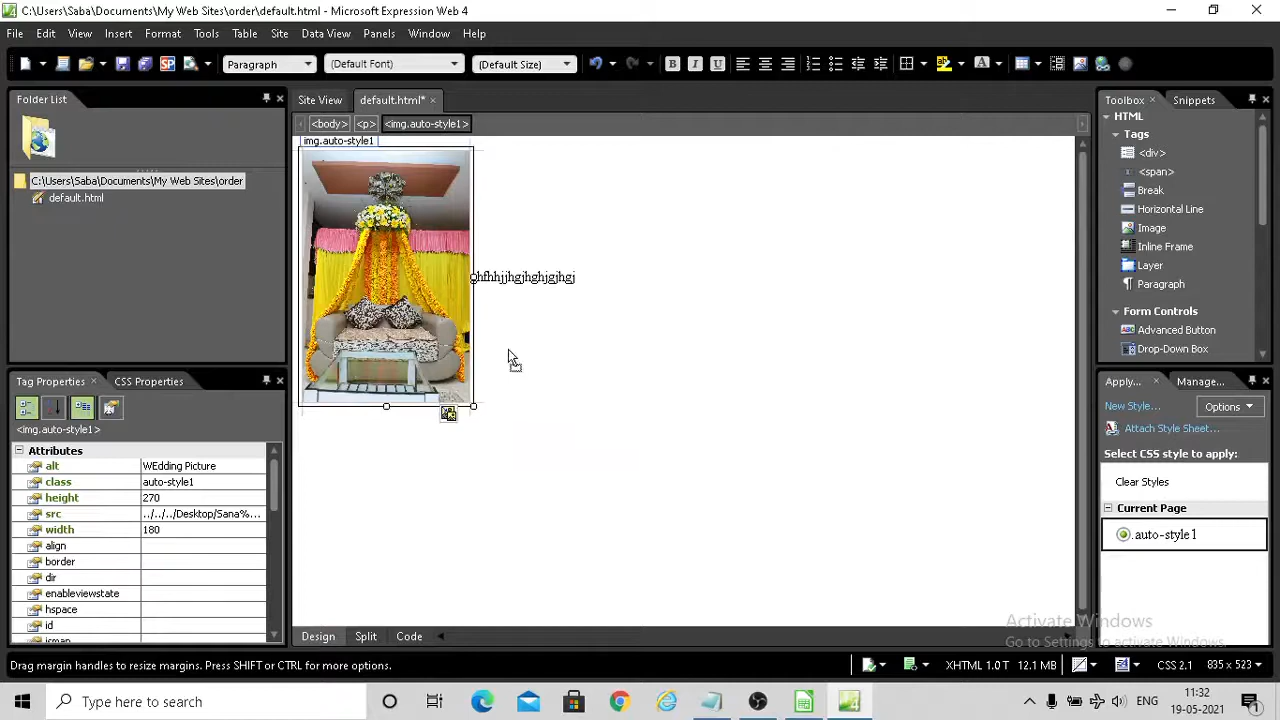 C:\Users\Saba\Documents\My Web Sites\order\default.html - Microsoft Expression Web 4
File Edit View Insert Format Tools Table Site Data View Panels Window Help
Paragraph (Default Font) (Default Size) B I U A
Folder List
C:\Users\Saba\Documents\My Web Sites\order
default.html
Site View default.html*
<body> <p> <img.auto-style1>
img.auto-style1
hfhhjjhgjhghjgjhgj
Design Split Code
Toolbox Snippets
HTML
Tags
<div>
<span>
Break
Horizontal Line
Image
Inline Frame
Layer
Paragraph
Form Controls
Advanced Button
Drop-Down Box
Tag Properties CSS Properties
<img.auto-style1>
Attributes
alt WEdding Picture
class auto-style1
height 270
src ../../../Desktop/Sana%...
width 180
align
border
dir
enableviewstate
hspace
id
Apply... Manage...
New Style... Options
Attach Style Sheet...
Select CSS style to apply:
Clear Styles
Current Page
.auto-style1
Activate Windows
Go to Settings to activate Windows.
Drag margin handles to resize margins. Press SHIFT or CTRL for more options.
XHTML 1.0 T 12.1 MB CSS 2.1 835 x 523
Type here to search
ENG
11:32
19-05-2021